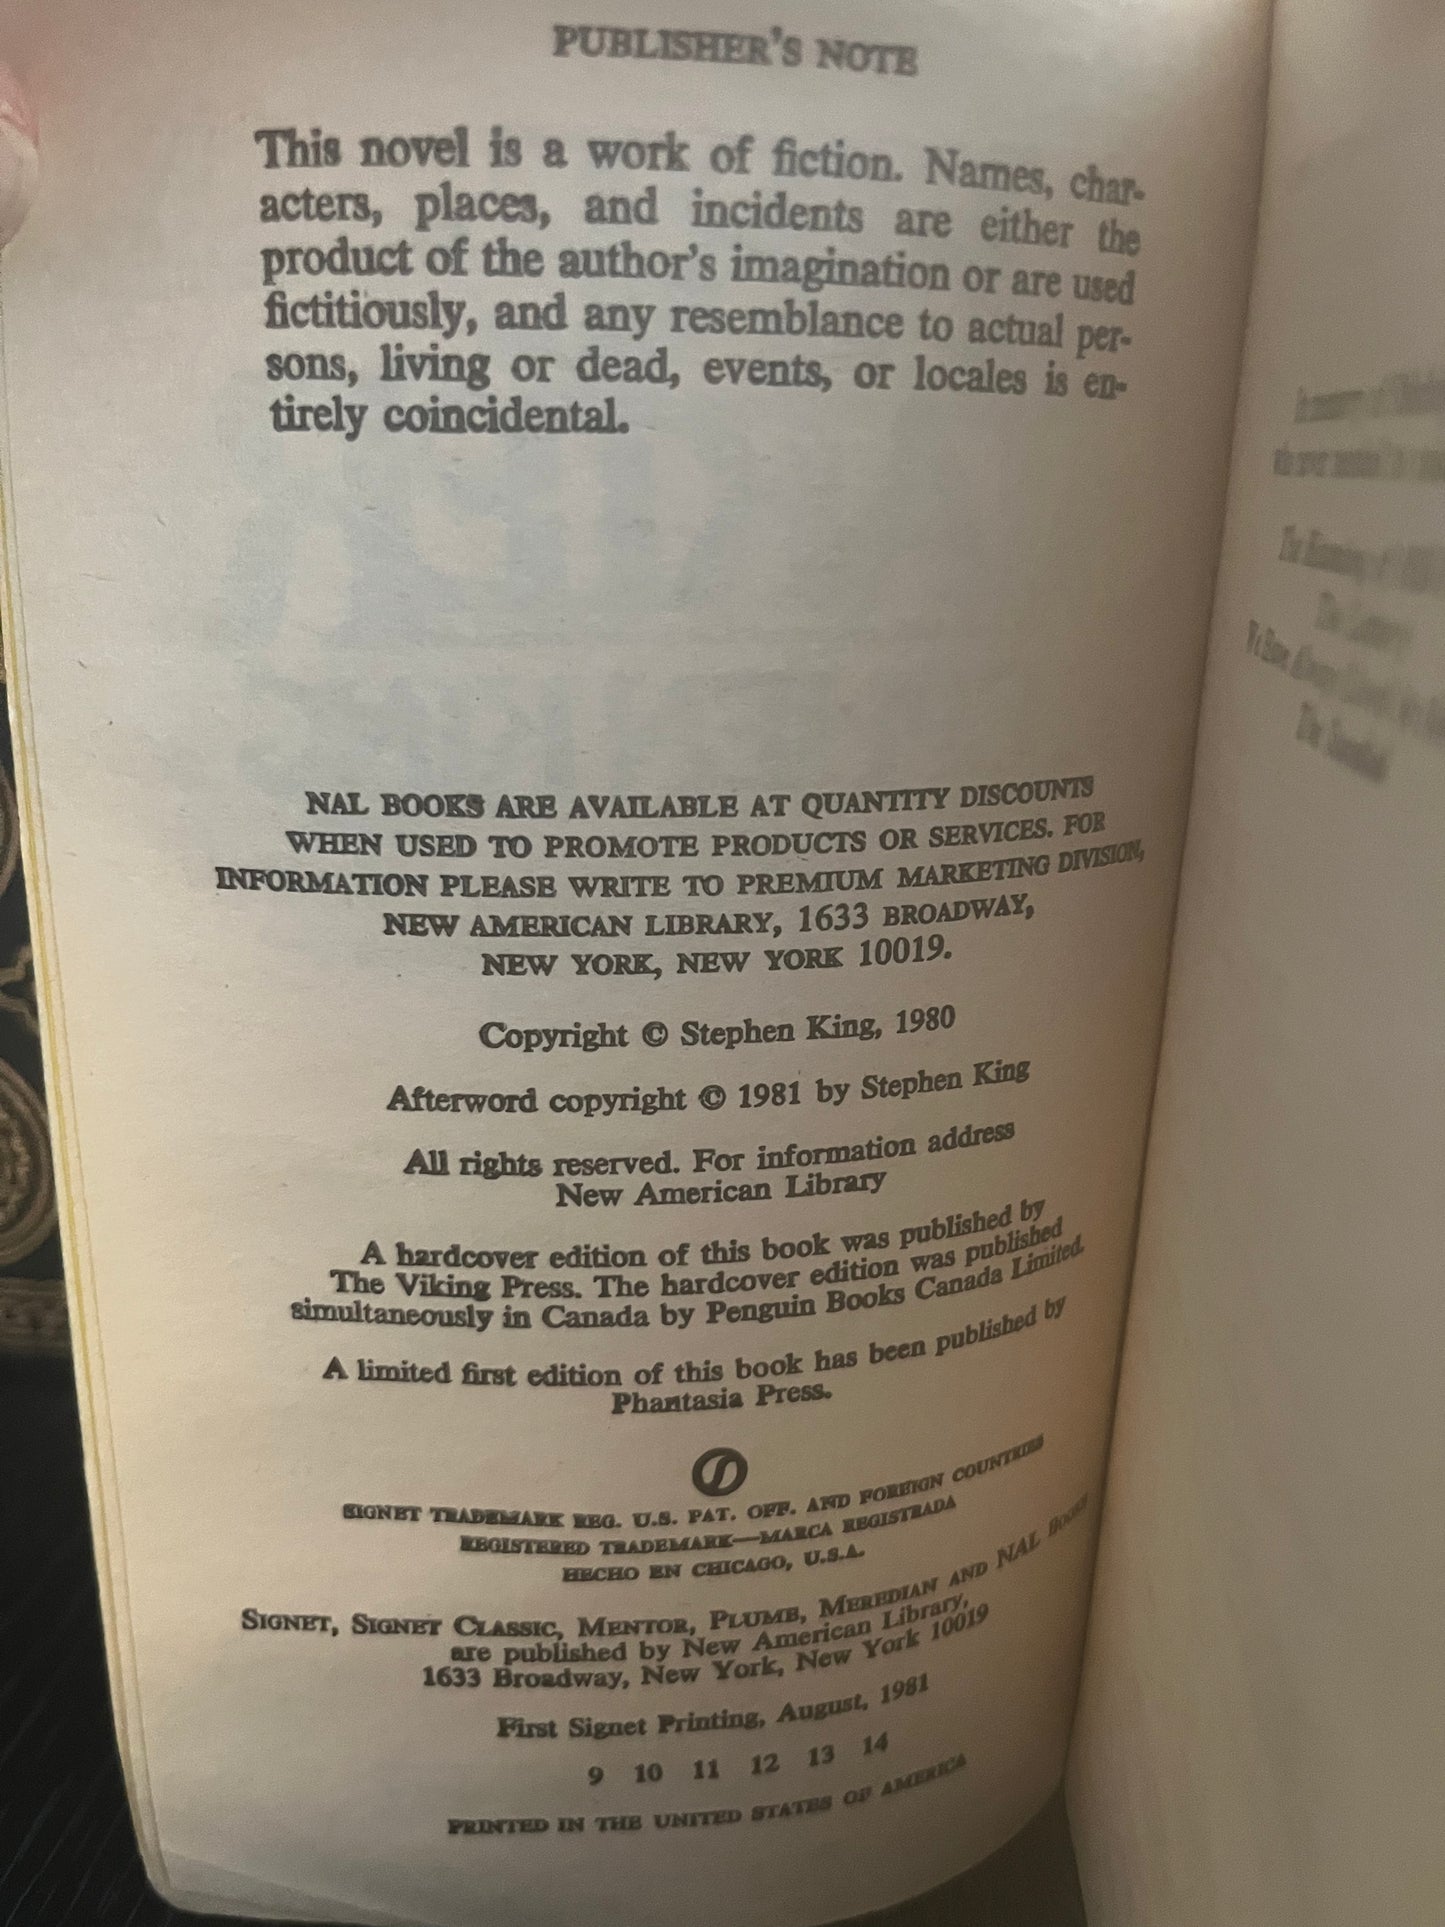 PUBLISHER'S NOTE
This novel is a work of fiction. Names, char-
acters, places, and incidents are either the
product of the author's imagination or are used
fictitiously, and any resemblance to actual per-
sons, living or dead, events, or locales is en-
tirely coincidental.
NAL BOOKS ARE AVAILABLE AT QUANTITY DISCOUNTS
WHEN USED TO PROMOTE PRODUCTS OR SERVICES. FOR
INFORMATION PLEASE WRITE TO PREMIUM MARKETING DIVISION,
NEW AMERICAN LIBRARY, 1633 BROADWAY,
NEW YORK, NEW YORK 10019.
Copyright © Stephen King, 1980
Afterword copyright © 1981 by Stephen King
All rights reserved. For information address
New American Library
A hardcover edition of this book was published by
The Viking Press. The hardcover edition was published
simultaneously in Canada by Penguin Books Canada Limited.
A limited first edition of this book has been published by
Phantasia Press.
SIGNET TRADEMARK REG. U.S. PAT. OFF. AND FOREIGN COUNTRIES
REGISTERED TRADEMARK—MARCA REGISTRADA
HECHO EN CHICAGO, U.S.A.
SIGNET, SIGNET CLASSIC, MENTOR, PLUME, MERIDIAN AND NAL BOOKS
are published by New American Library,
1633 Broadway, New York, New York 10019
First Signet Printing, August, 1981
9 10 11 12 13 14
PRINTED IN THE UNITED STATES OF AMERICA
The
The
We Have Always
The Sundial